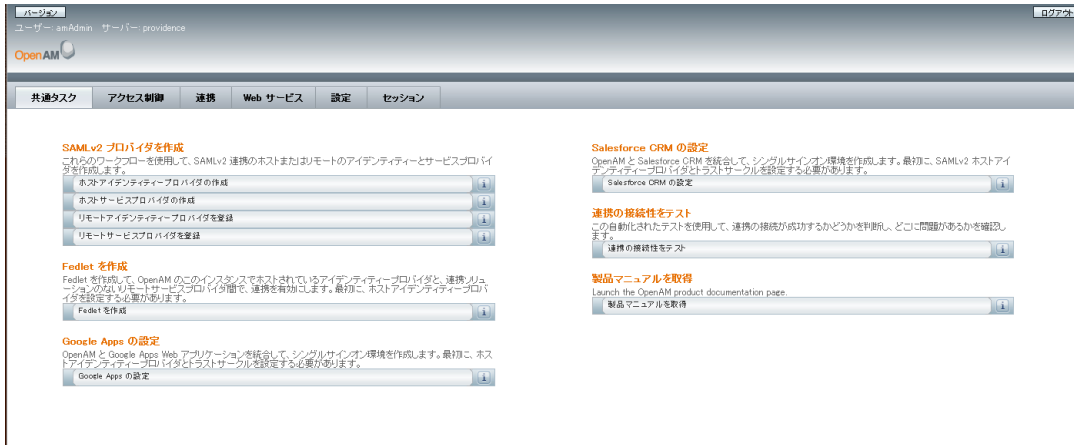 バージョン
ログアウト
ユーザー: amAdmin サーバー: providence
OpenAM
共通タスク アクセス制御 連携 Web サービス 設定 セッション
SAMLv2 プロバイダを作成
これらのワークフローを使用して、SAMLv2 連携のホストまたはリモートのアイデンティティーとサービスプロバイ
ダを作成します。
ホストアイデンティティープロバイダの作成
ホストサービスプロバイダの作成
リモートアイデンティティープロバイダを登録
リモートサービスプロバイダを登録
Fedlet を作成
Fedlet を作成して、OpenAM のこのインスタンスでホストされているアイデンティティープロバイダと、連携ソリュ
ーションのないリモートサービスプロバイダ間で、連携を有効にします。最初に、ホストアイデンティティープロバ
イダを設定する必要があります。
Fedlet を作成
Google Apps の設定
OpenAM と Google Apps Web アプリケーションを統合して、シングルサインオン環境を作成します。最初に、ホス
トアイデンティティープロバイダとトラストサークルを設定する必要があります。
Google Apps の設定
Salesforce CRM の設定
OpenAM と Salesforce CRM を統合して、シングルサインオン環境を作成します。最初に、SAMLv2 ホストアイ
デンティティープロバイダとトラストサークルを設定する必要があります。
Salesforce CRM の設定
連携の接続性をテスト
この自動化されたテストを使用して、連携の接続が成功するかどうかを判断し、どこに問題があるかを確認し
ます。
連携の接続性をテスト
製品マニュアルを取得
Launch the OpenAM product documentation page.
製品マニュアルを取得